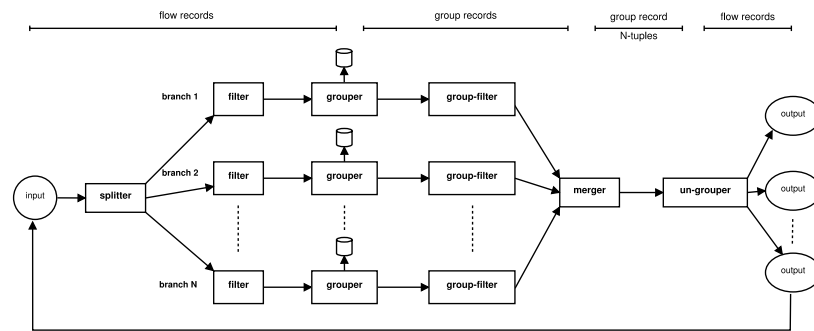 flow records
group records
group record
N-tuples
flow records
branch 1
filter
grouper
group-filter
output
branch 2
filter
grouper
group-filter
input
splitter
merger
un-grouper
output
branch N
filter
grouper
group-filter
output